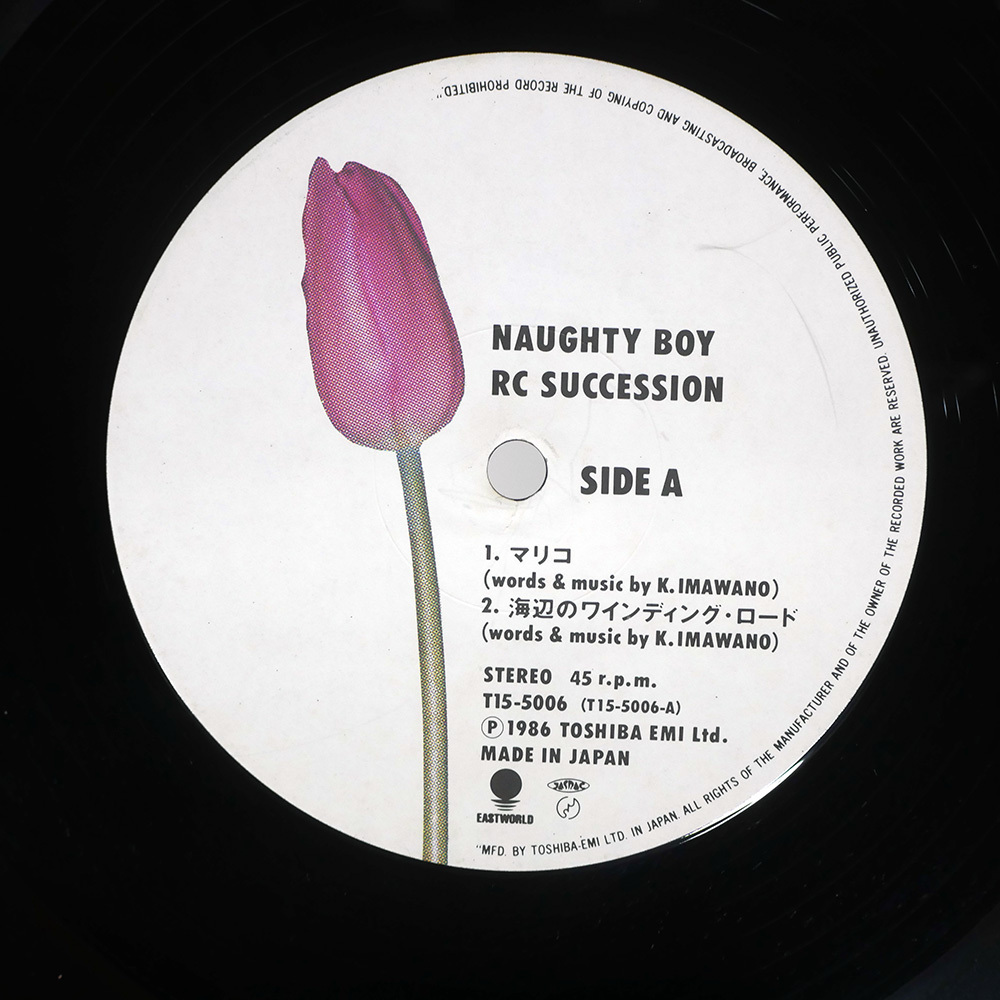 NAUGHTY BOY
RC SUCCESSION
SIDE A
1. マリコ
(words & music by K.IMAWANO)
2. 海辺のワインディング・ロード
(words & music by K.IMAWANO)
STEREO 45 r.p.m.
T15-5006 (T15-5006-A)
Ⓟ1986 TOSHIBA EMI Ltd.
MADE IN JAPAN
EASTWORLD
JASRAC
"MFD. BY TOSHIBA-EMI LTD. IN JAPAN. ALL RIGHTS OF THE MANUFACTURER AND OF THE OWNER OF THE RECORDED WORK ARE RESERVED. UNAUTHORIZED PUBLIC PERFORMANCE, BROADCASTING AND COPYING OF THE RECORD PROHIBITED."